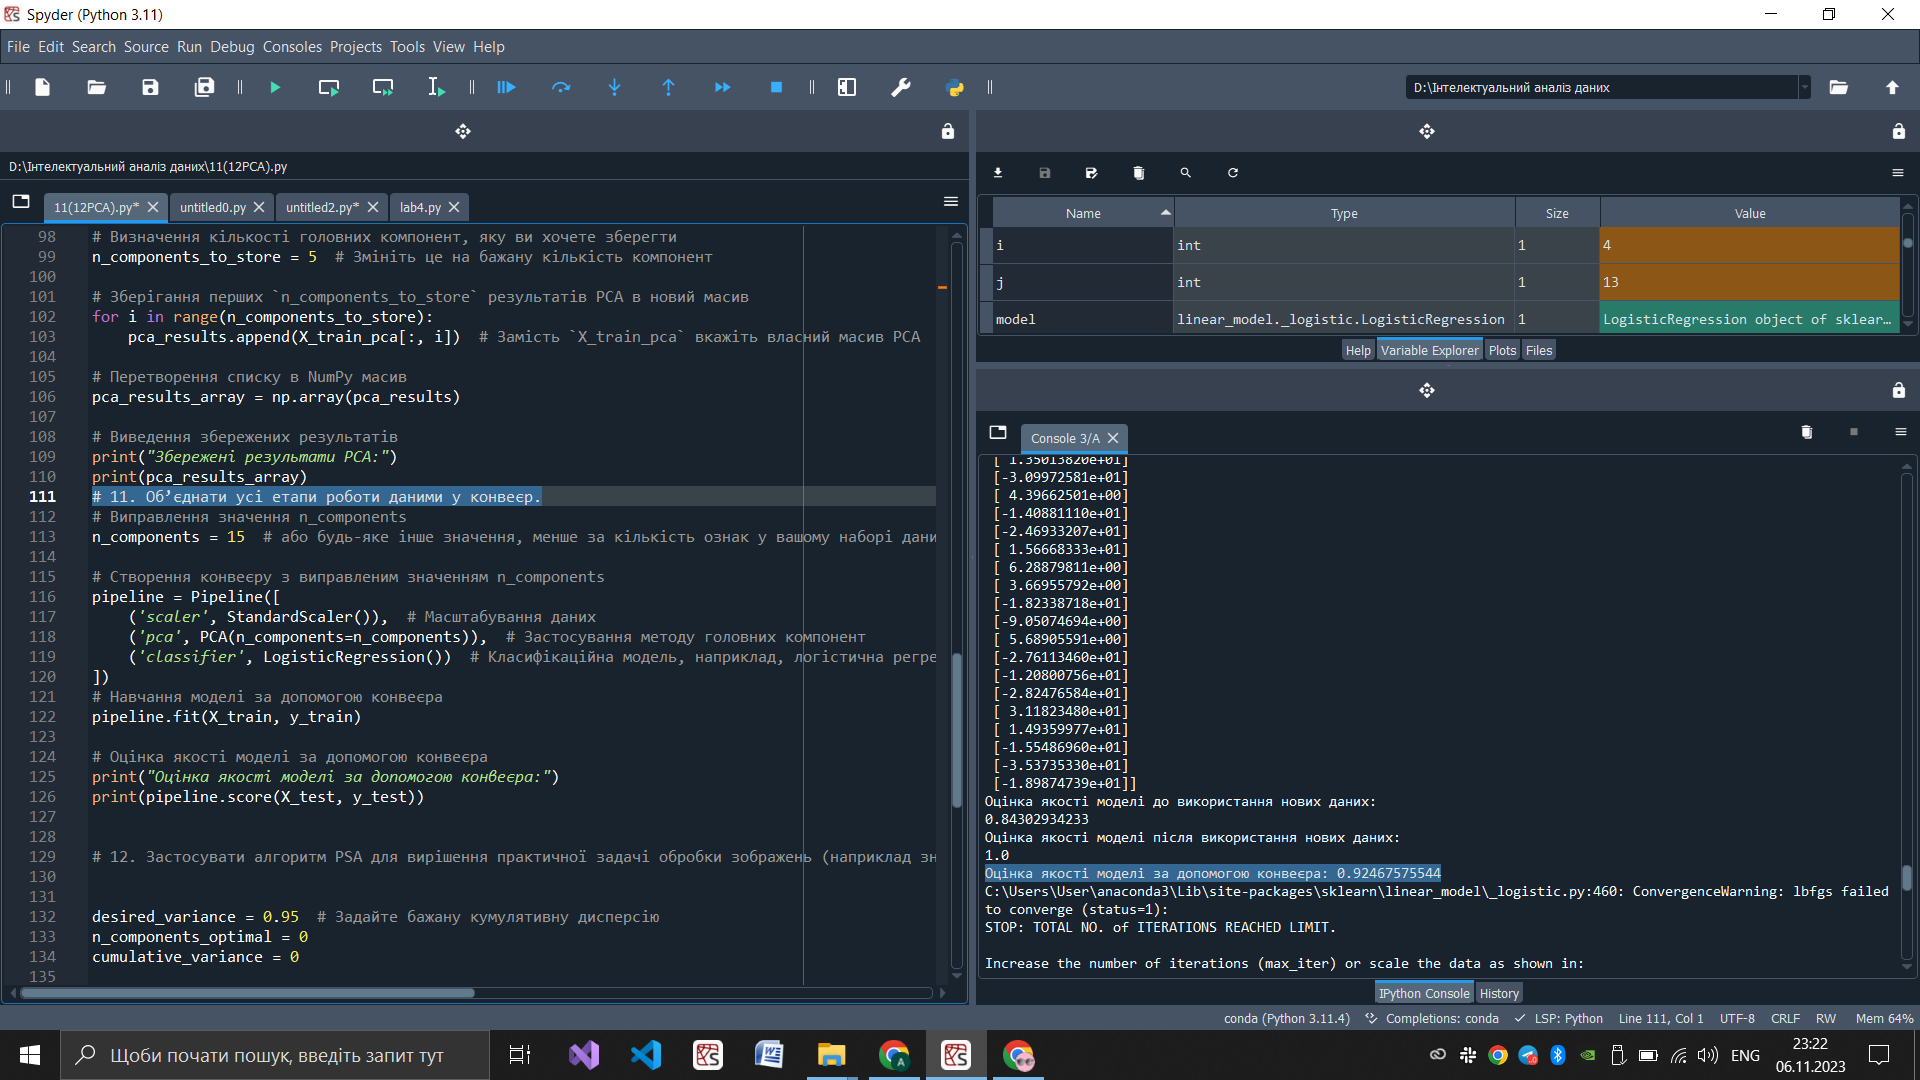 Spyder (Python 3.11)
File Edit Search Source Run Debug Consoles Projects Tools View Help
D:\Інтелектуальний аналіз даних
D:\Інтелектуальний аналіз даних\11(12PCA).py
11(12PCA).py* untitled0.py untitled2.py* lab4.py
98 # Визначення кількості головних компонент, яку ви хочете зберегти
99 n_components_to_store = 5  # Змініть це на бажану кількість компонент
100
101 # Зберігання перших `n_components_to_store` результатів PCA в новий масив
102 for i in range(n_components_to_store):
103     pca_results.append(X_train_pca[:, i])  # Замість `X_train_pca` вкажіть власний масив PCA
104
105 # Перетворення списку в NumPy масив
106 pca_results_array = np.array(pca_results)
107
108 # Виведення збережених результатів
109 print("Збережені результати PCA:")
110 print(pca_results_array)
111 # 11. Об’єднати усі етапи роботи даними у конвеєр.
112 # Виправлення значення n_components
113 n_components = 15  # або будь-яке інше значення, менше за кількість ознак у вашому наборі дани
114
115 # Створення конвеєру з виправленим значенням n_components
116 pipeline = Pipeline([
117     ('scaler', StandardScaler()),  # Масштабування даних
118     ('pca', PCA(n_components=n_components)),  # Застосування методу головних компонент
119     ('classifier', LogisticRegression())  # Класифікаційна модель, наприклад, логістична регре
120 ])
121 # Навчання моделі за допомогою конвеєра
122 pipeline.fit(X_train, y_train)
123
124 # Оцінка якості моделі за допомогою конвеєра
125 print("Оцінка якості моделі за допомогою конвеєра:")
126 print(pipeline.score(X_test, y_test))
127
128
129 # 12. Застосувати алгоритм PSA для вирішення практичної задачі обробки зображень (наприклад зн
130
131
132 desired_variance = 0.95  # Задайте бажану кумулятивну дисперсію
133 n_components_optimal = 0
134 cumulative_variance = 0
135
Name Type Size Value
i int 1 4
j int 1 13
model linear_model._logistic.LogisticRegression 1 LogisticRegression object of sklear…
Help Variable Explorer Plots Files
Console 3/A
[ 1.35013820e+01]
[-3.09972581e+01]
[ 4.39662501e+00]
[-1.40881110e+01]
[-2.46933207e+01]
[ 1.56668333e+01]
[ 6.28879811e+00]
[ 3.66955792e+00]
[-1.82338718e+01]
[-9.05074694e+00]
[ 5.68905591e+00]
[-2.76113460e+01]
[-1.20800756e+01]
[-2.82476584e+01]
[ 3.11823480e+01]
[ 1.49359977e+01]
[-1.55486960e+01]
[-3.53735330e+01]
[-1.89874739e+01]]
Оцінка якості моделі до використання нових даних:
0.84302934233
Оцінка якості моделі після використання нових даних:
1.0
Оцінка якості моделі за допомогою конвеєра: 0.92467575544
C:\Users\User\anaconda3\Lib\site-packages\sklearn\linear_model\_logistic.py:460: ConvergenceWarning: lbfgs failed
to converge (status=1):
STOP: TOTAL NO. of ITERATIONS REACHED LIMIT.
Increase the number of iterations (max_iter) or scale the data as shown in:
IPython Console History
conda (Python 3.11.4) Completions: conda LSP: Python Line 111, Col 1 UTF-8 CRLF RW Mem 64%
Щоби почати пошук, введіть запит тут
ENG
23:22
06.11.2023